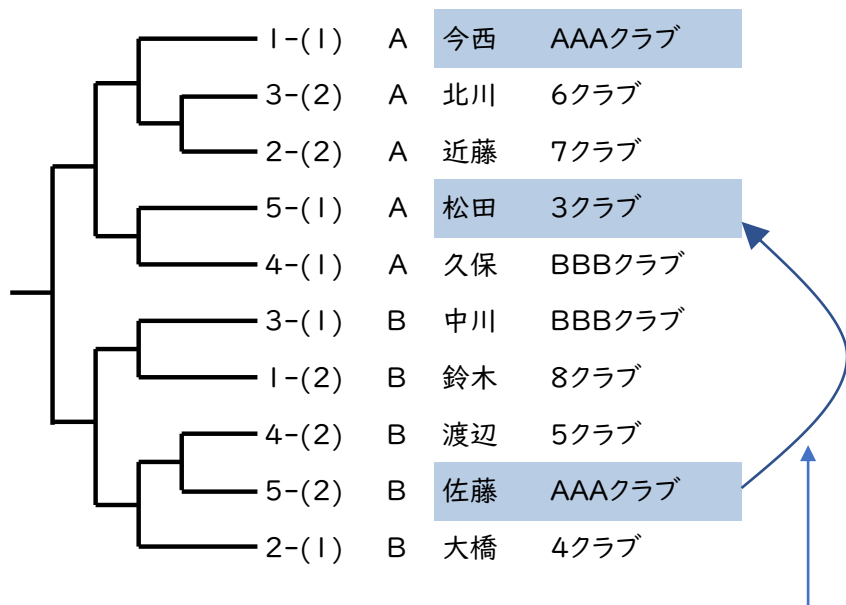 1-(1) A 今西 AAAクラブ
3-(2) A 北川 6クラブ
2-(2) A 近藤 7クラブ
5-(1) A 松田 3クラブ
4-(1) A 久保 BBBクラブ
3-(1) B 中川 BBBクラブ
1-(2) B 鈴木 8クラブ
4-(2) B 渡辺 5クラブ
5-(2) B 佐藤 AAAクラブ
2-(1) B 大橋 4クラブ